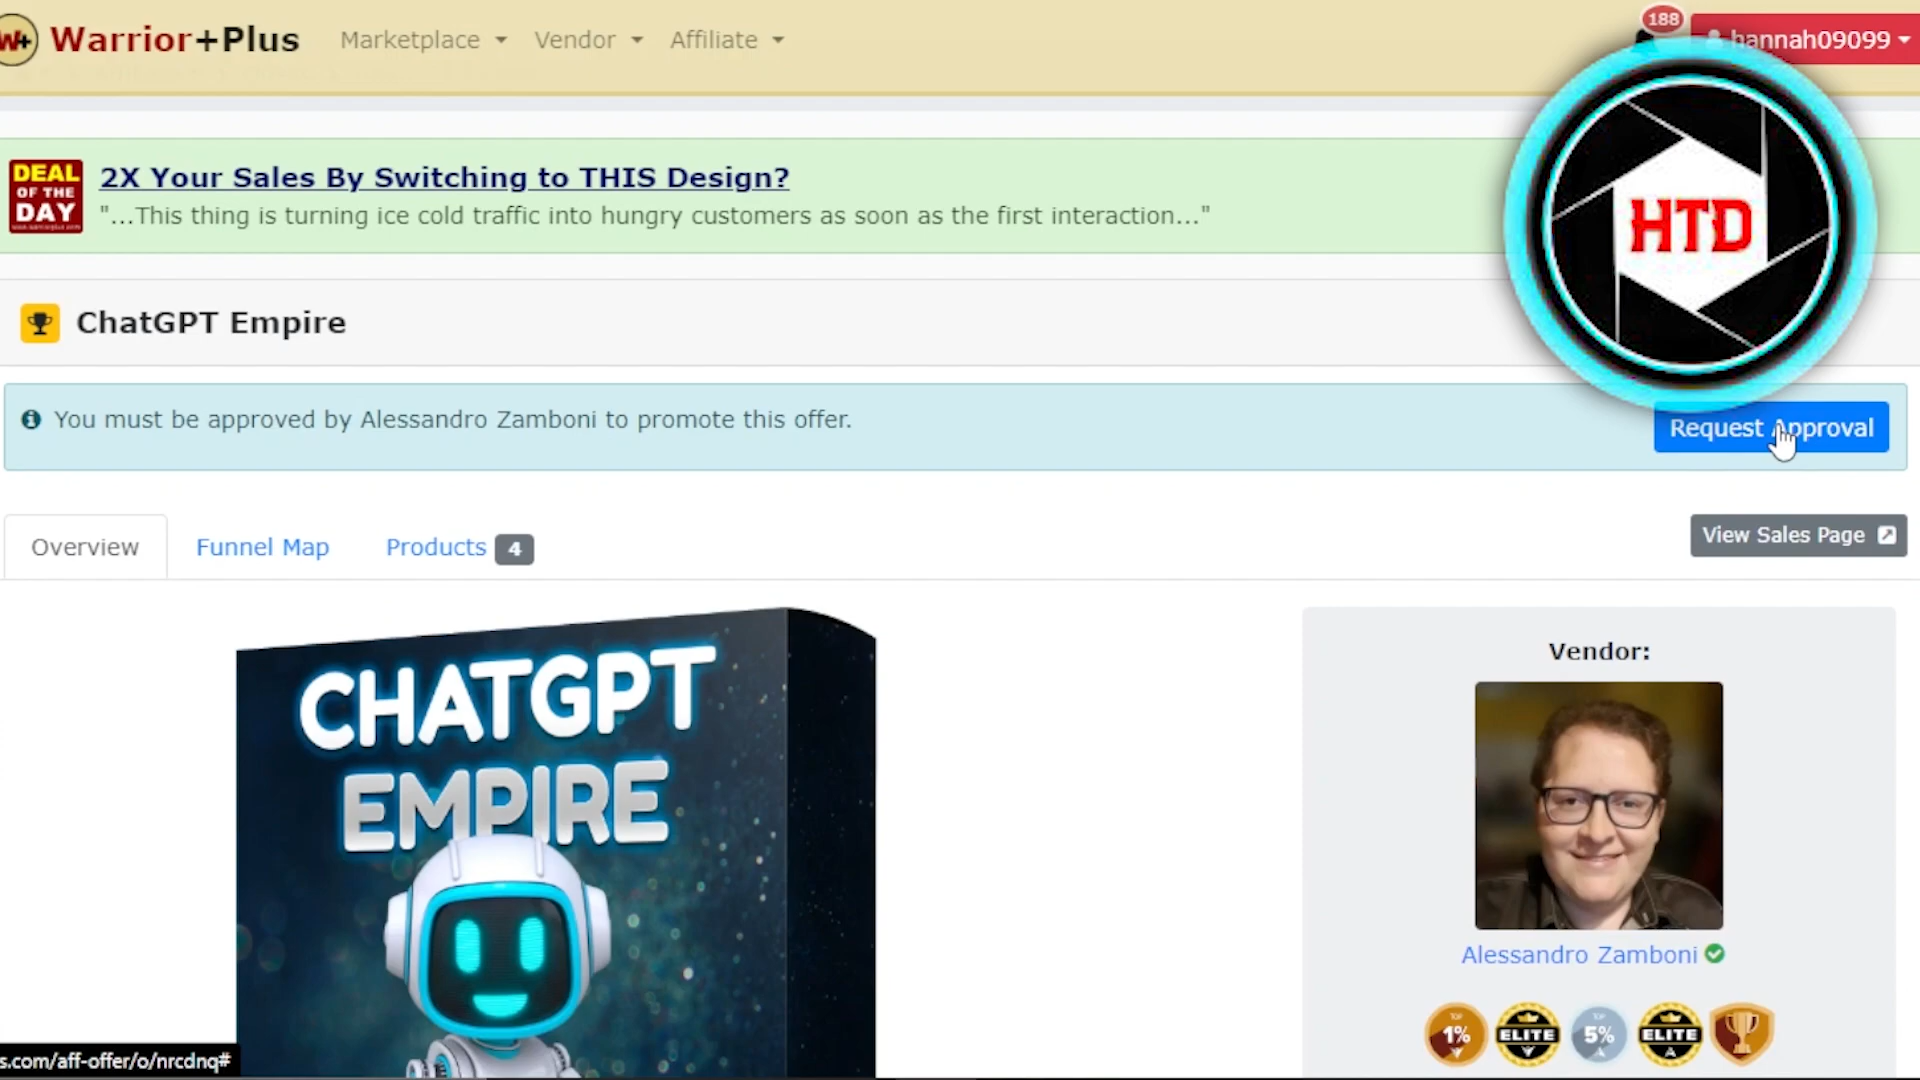 W+ Warrior+Plus Marketplace Vendor Affiliate 188 hannah09099
DEAL OF THE DAY
2X Your Sales By Switching to THIS Design?
"...This thing is turning ice cold traffic into hungry customers as soon as the first interaction..."
HTD
ChatGPT Empire
You must be approved by Alessandro Zamboni to promote this offer.
Request Approval
Overview Funnel Map Products 4 View Sales Page
CHATGPT
EMPIRE
Vendor:
Alessandro Zamboni
TOP 1% ELITE V TOP 5% ELITE A
s.com/aff-offer/o/nrcdnq#